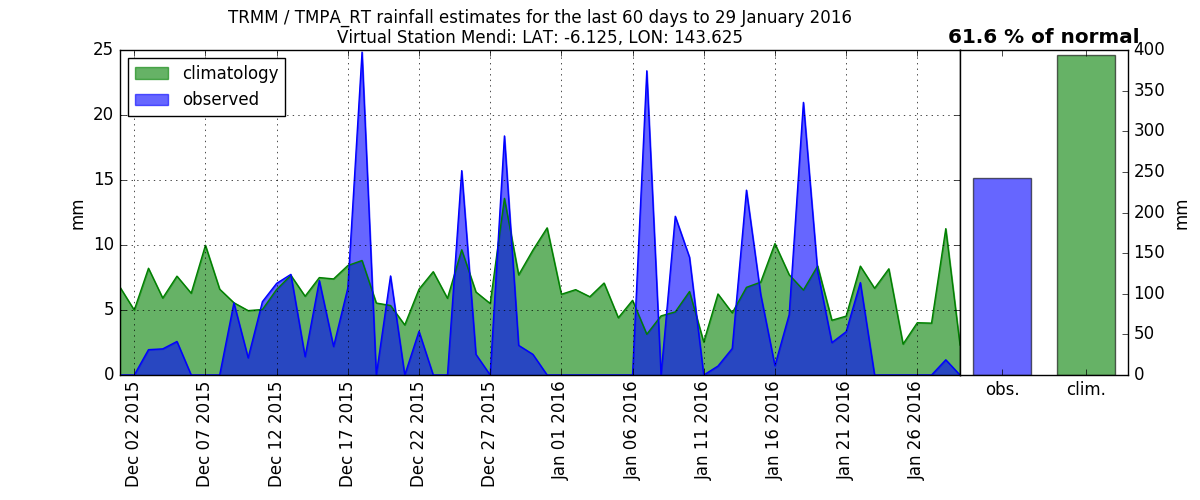 TRMM / TMPA_RT rainfall estimates for the last 60 days to 29 January 2016
Virtual Station Mendi: LAT: -6.125, LON: 143.625
61.6 % of normal
climatology
observed
mm
25
20
15
10
5
0
Dec 02 2015
Dec 07 2015
Dec 12 2015
Dec 17 2015
Dec 22 2015
Dec 27 2015
Jan 01 2016
Jan 06 2016
Jan 11 2016
Jan 16 2016
Jan 21 2016
Jan 26 2016
obs.
clim.
400
350
300
250
200
150
100
50
0
mm